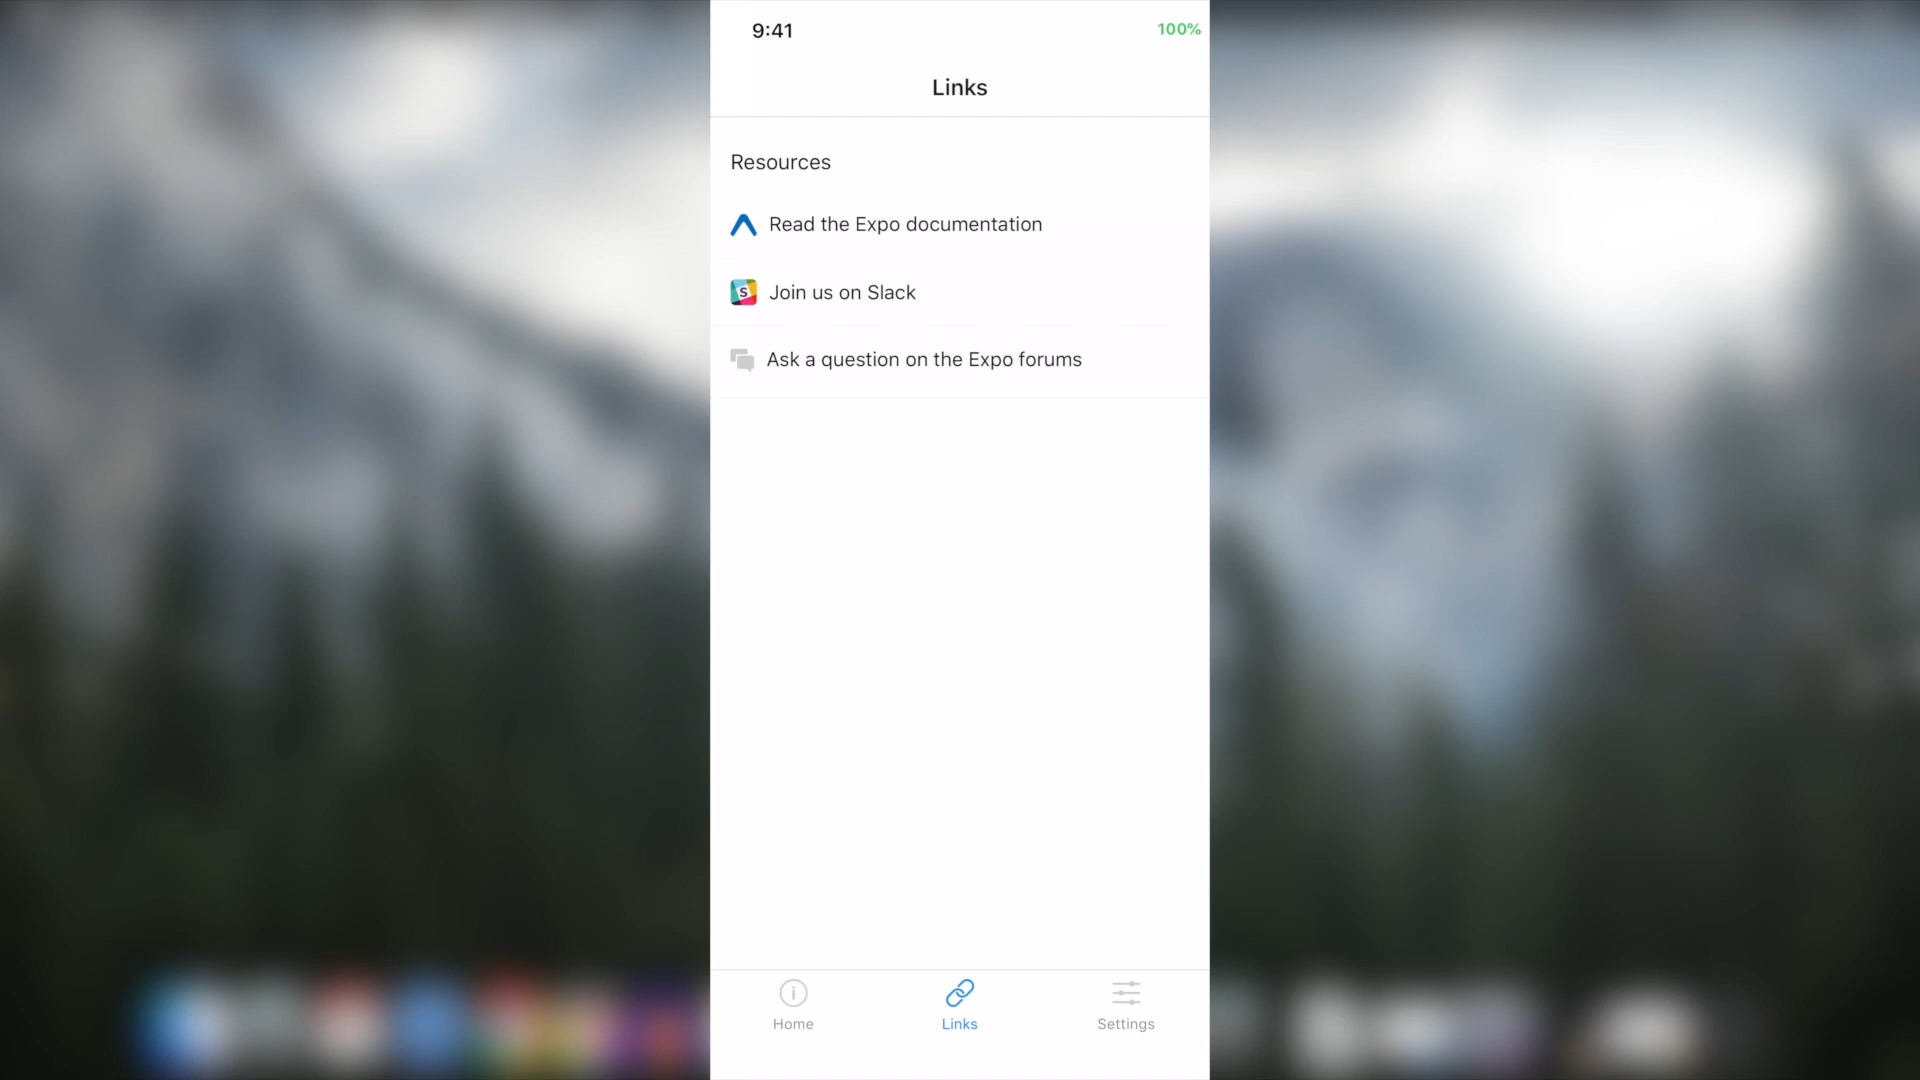 9:41
100%
Links
Resources
Read the Expo documentation
S
Join us on Slack
Ask a question on the Expo forums
Home
Links
Settings